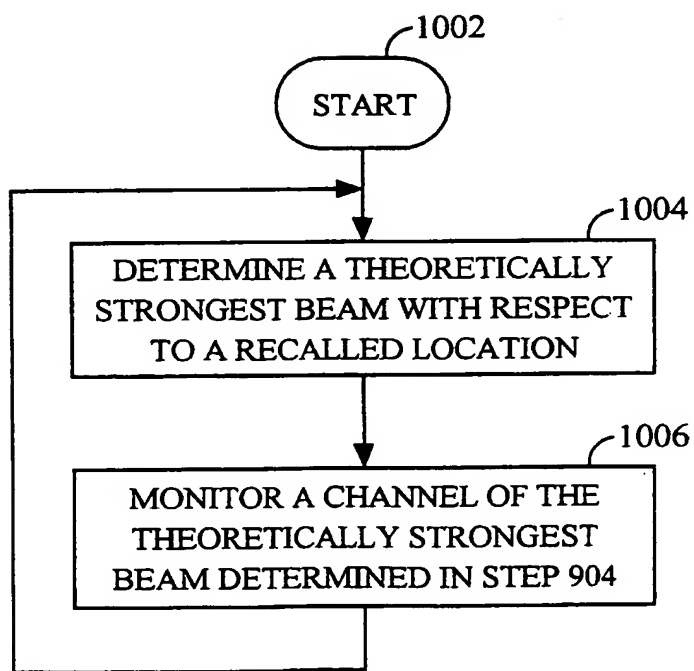 1002
START
1004
DETERMINE A THEORETICALLY
STRONGEST BEAM WITH RESPECT
TO A RECALLED LOCATION
1006
MONITOR A CHANNEL OF THE
THEORETICALLY STRONGEST
BEAM DETERMINED IN STEP 904